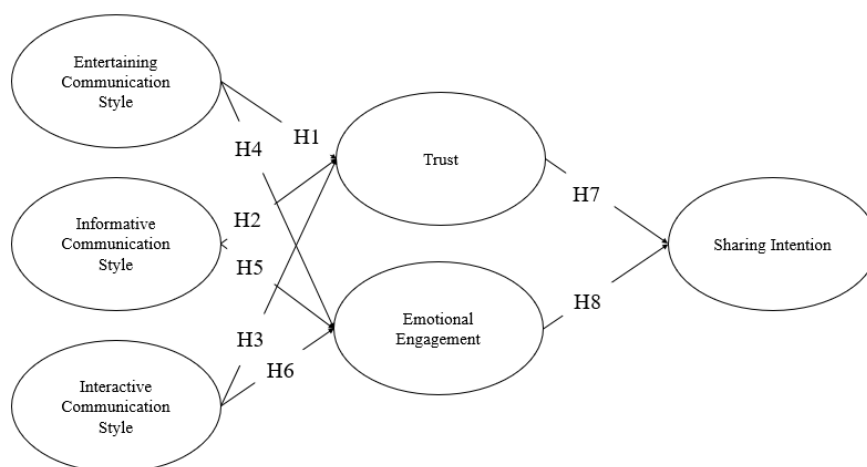 Entertaining
Communication
Style
H1
H4
Trust
H7
Informative
Communication
Style
H2
H5
Sharing Intention
Emotional
Engagement
H8
H3
H6
Interactive
Communication
Style